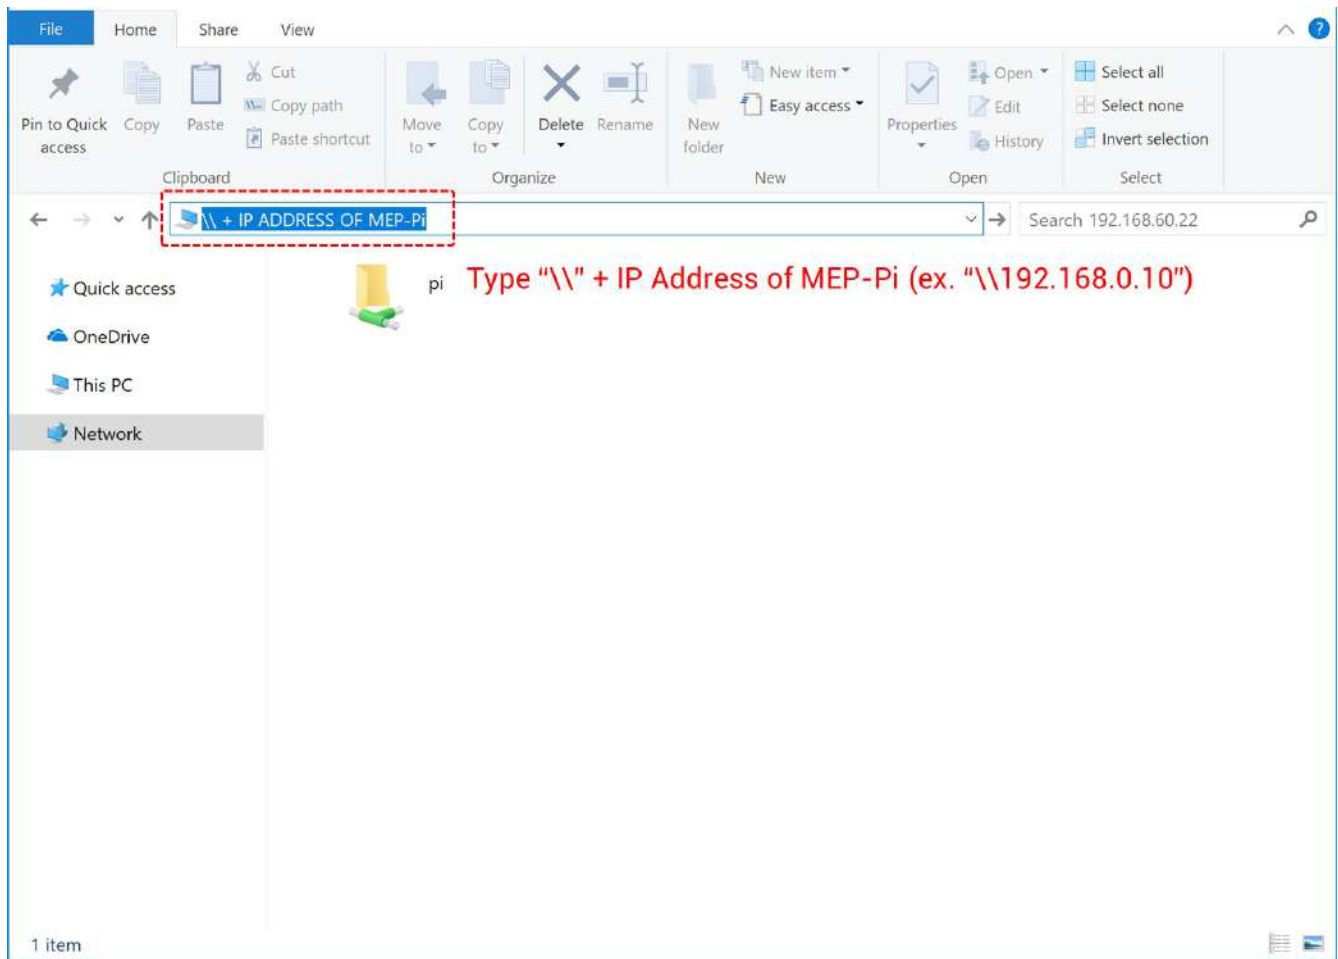 File Home Share View
Pin to Quick access
Copy
Paste
Cut
Copy path
Paste shortcut
Clipboard
Move to
Copy to
Delete
Rename
Organize
New folder
New item
Easy access
New
Properties
Open
Edit
History
Open
Select all
Select none
Invert selection
Select
\\ + IP ADDRESS OF MEP-Pi
Search 192.168.60.22
Quick access
OneDrive
This PC
Network
pi
Type “\\" + IP Address of MEP-Pi (ex. “\\192.168.0.10”)
1 item